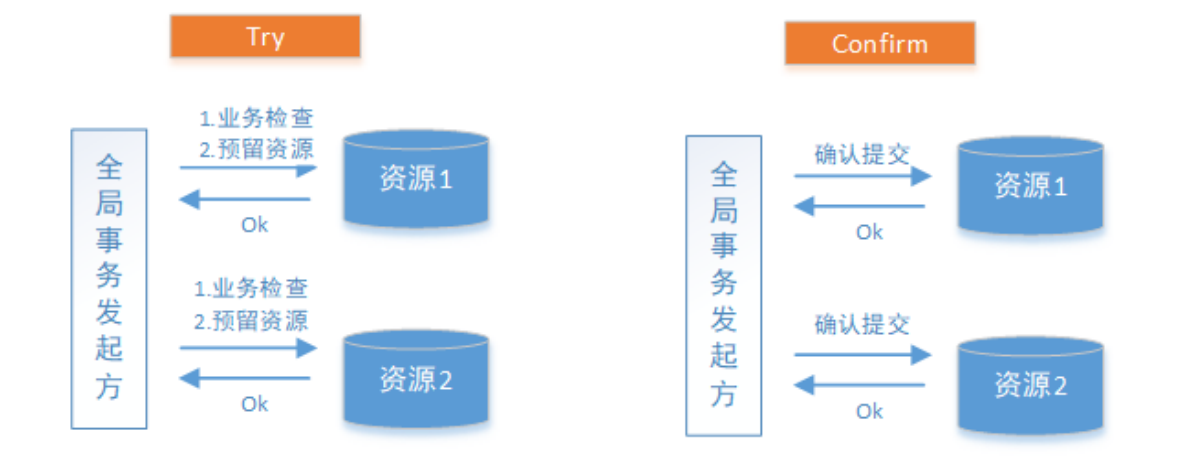 Try
1.业务检查
2.预留资源
全局事务发起方
资源1
Ok
1.业务检查
2.预留资源
资源2
Ok
Confirm
确认提交
全局事务发起方
资源1
Ok
确认提交
资源2
Ok